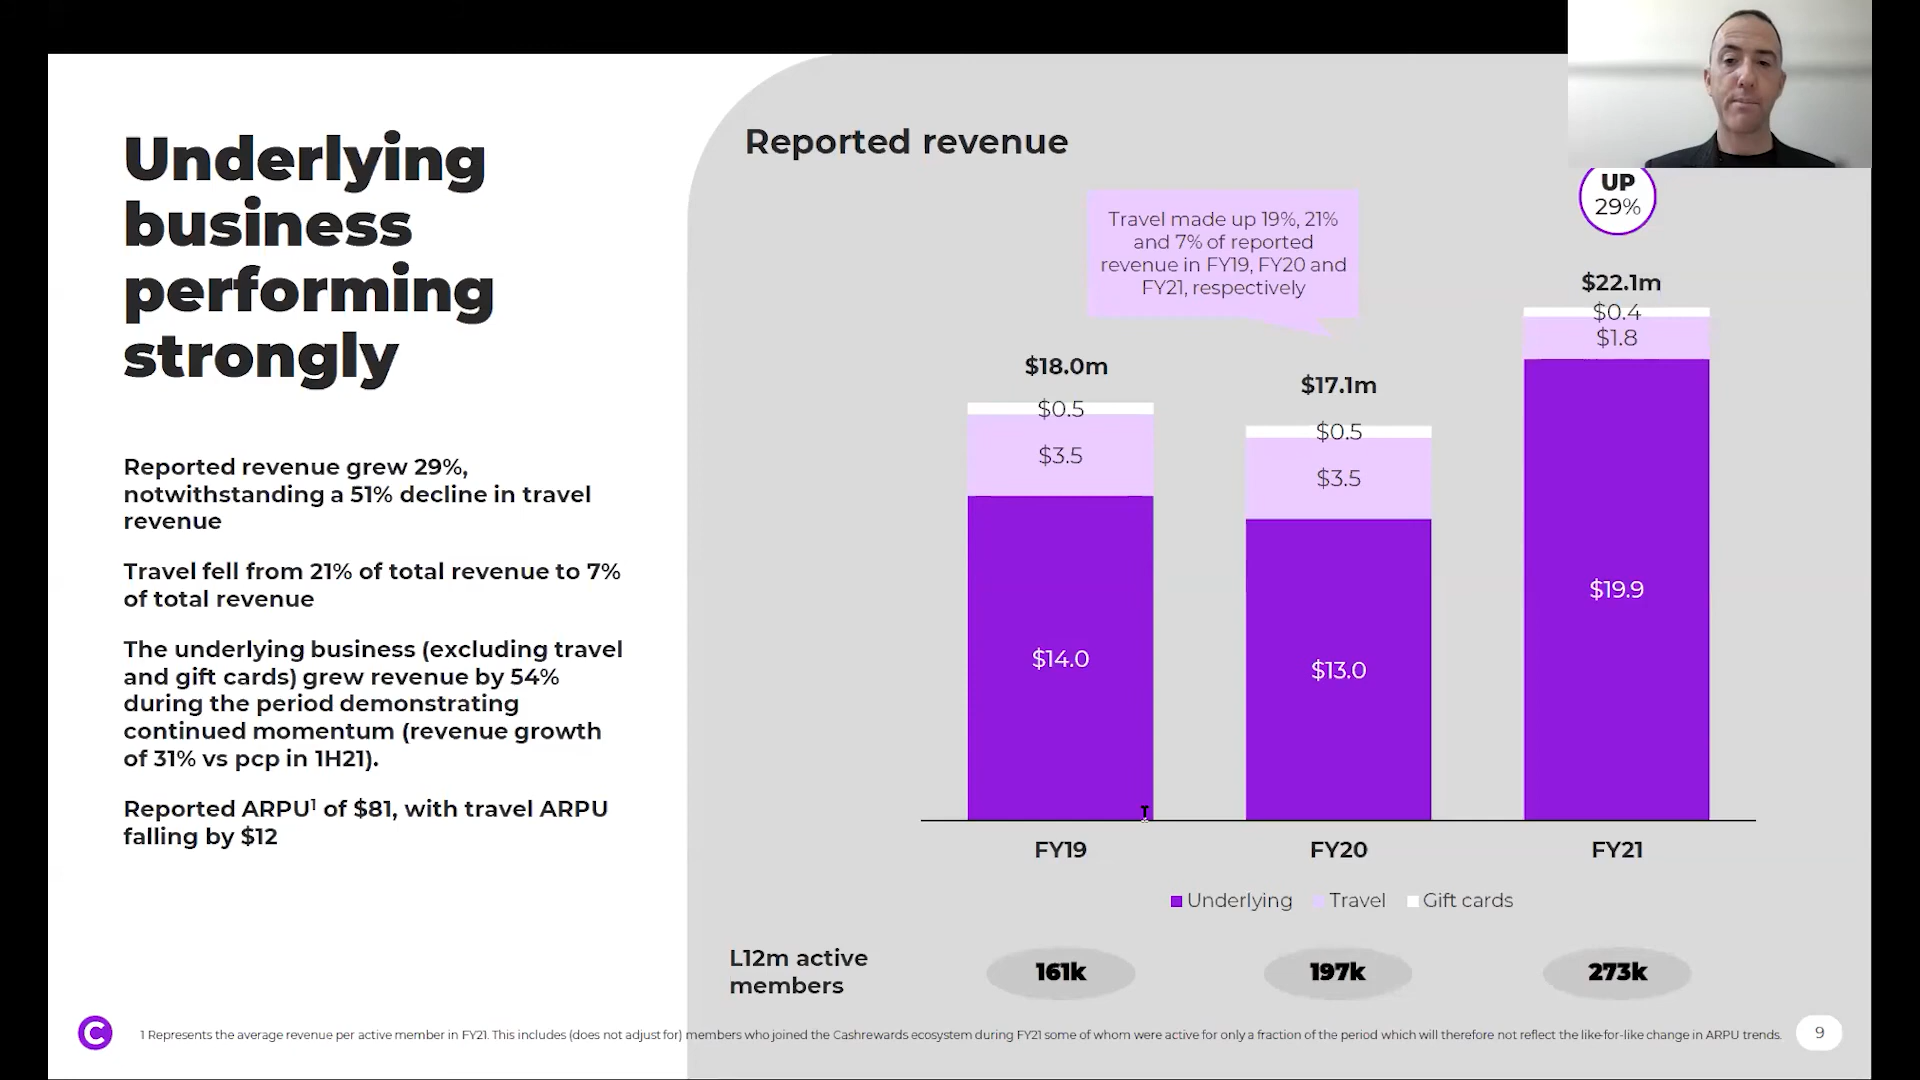 Underlying
business
performing
strongly
Reported revenue grew 29%,
notwithstanding a 51% decline in travel
revenue
Travel fell from 21% of total revenue to 7%
of total revenue
The underlying business (excluding travel
and gift cards) grew revenue by 54%
during the period demonstrating
continued momentum (revenue growth
of 31% vs pcp in 1H21).
Reported ARPU¹ of $81, with travel ARPU
falling by $12
Reported revenue
Travel made up 19%, 21%
and 7% of reported
revenue in FY19, FY20 and
FY21, respectively
UP
29%
$18.0m
$0.5
$3.5
$14.0
$17.1m
$0.5
$3.5
$13.0
$22.1m
$0.4
$1.8
$19.9
FY19 FY20 FY21
Underlying Travel Gift cards
L12m active
members
161k 197k 273k
C
1 Represents the average revenue per active member in FY21. This includes (does not adjust for) members who joined the Cashrewards ecosystem during FY21 some of whom were active for only a fraction of the period which will therefore not reflect the like-for-like change in ARPU trends.
9